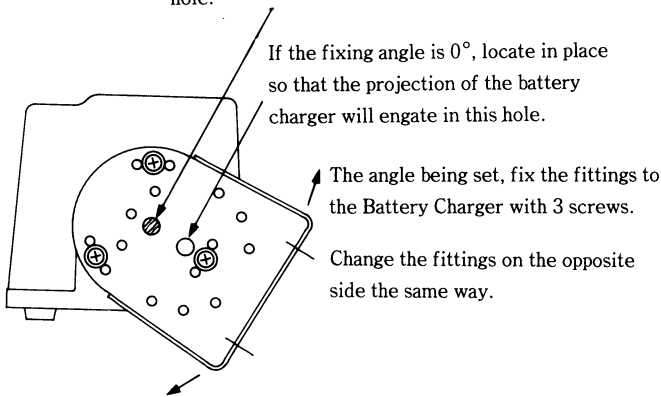 hole.
If the fixing angle is 0°, locate in place
so that the projection of the battery
charger will engate in this hole.
The angle being set, fix the fittings to
the Battery Charger with 3 screws.
Change the fittings on the opposite
side the same way.